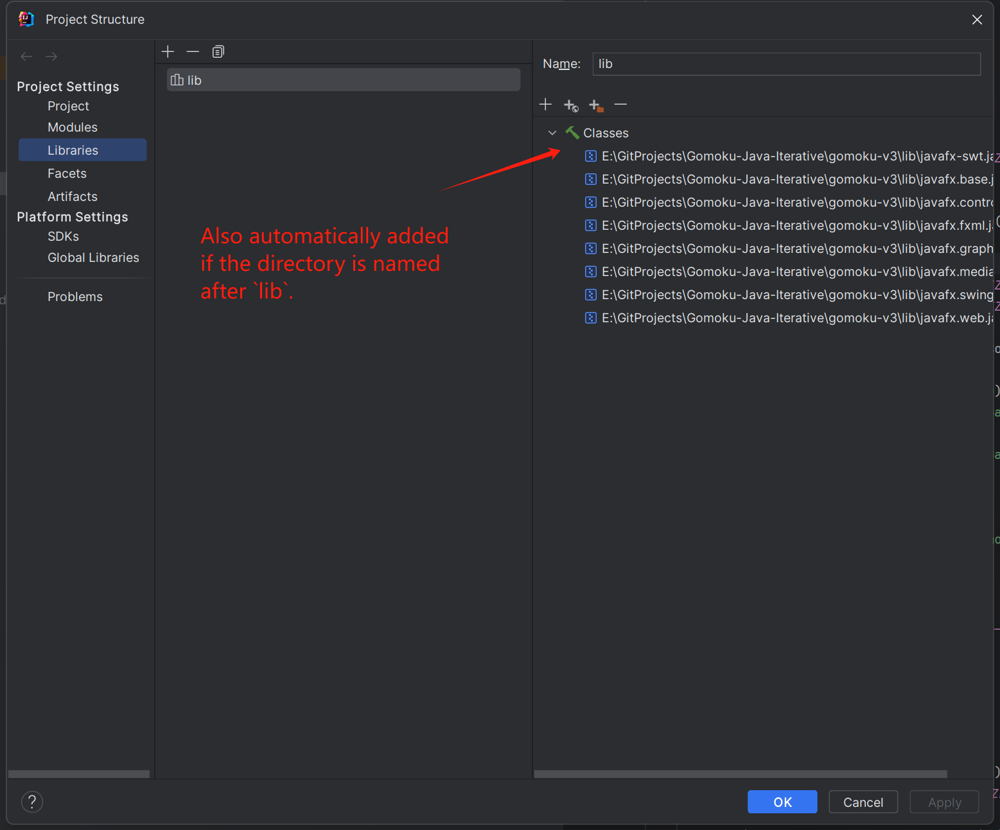 Project Structure
Project Settings
Project
Modules
Libraries
Facets
Artifacts
Platform Settings
SDKs
Global Libraries
Problems
lib
Also automatically added
if the directory is named
after `lib`.
Name: lib
Classes
E:\GitProjects\Gomoku-Java-Iterative\gomoku-v3\lib\javafx-swt.ja
E:\GitProjects\Gomoku-Java-Iterative\gomoku-v3\lib\javafx.base.j
E:\GitProjects\Gomoku-Java-Iterative\gomoku-v3\lib\javafx.contro
E:\GitProjects\Gomoku-Java-Iterative\gomoku-v3\lib\javafx.fxml.j
E:\GitProjects\Gomoku-Java-Iterative\gomoku-v3\lib\javafx.graph
E:\GitProjects\Gomoku-Java-Iterative\gomoku-v3\lib\javafx.media
E:\GitProjects\Gomoku-Java-Iterative\gomoku-v3\lib\javafx.swing
E:\GitProjects\Gomoku-Java-Iterative\gomoku-v3\lib\javafx.web.ja
?
OK
Cancel
Apply